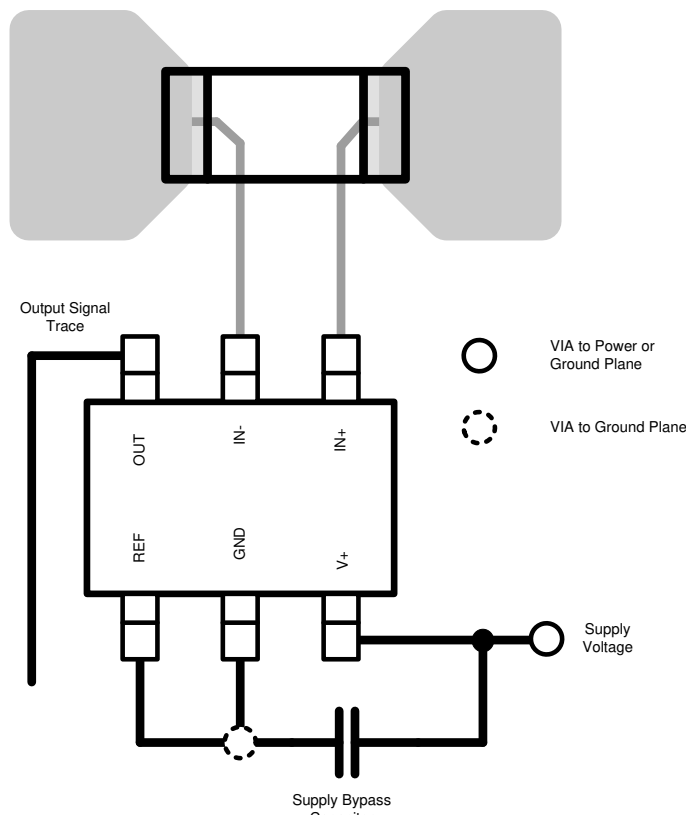 Output Signal
Trace
VIA to Power or
Ground Plane
VIA to Ground Plane
OUT
IN-
IN+
REF
GND
V+
Supply
Voltage
Supply Bypass